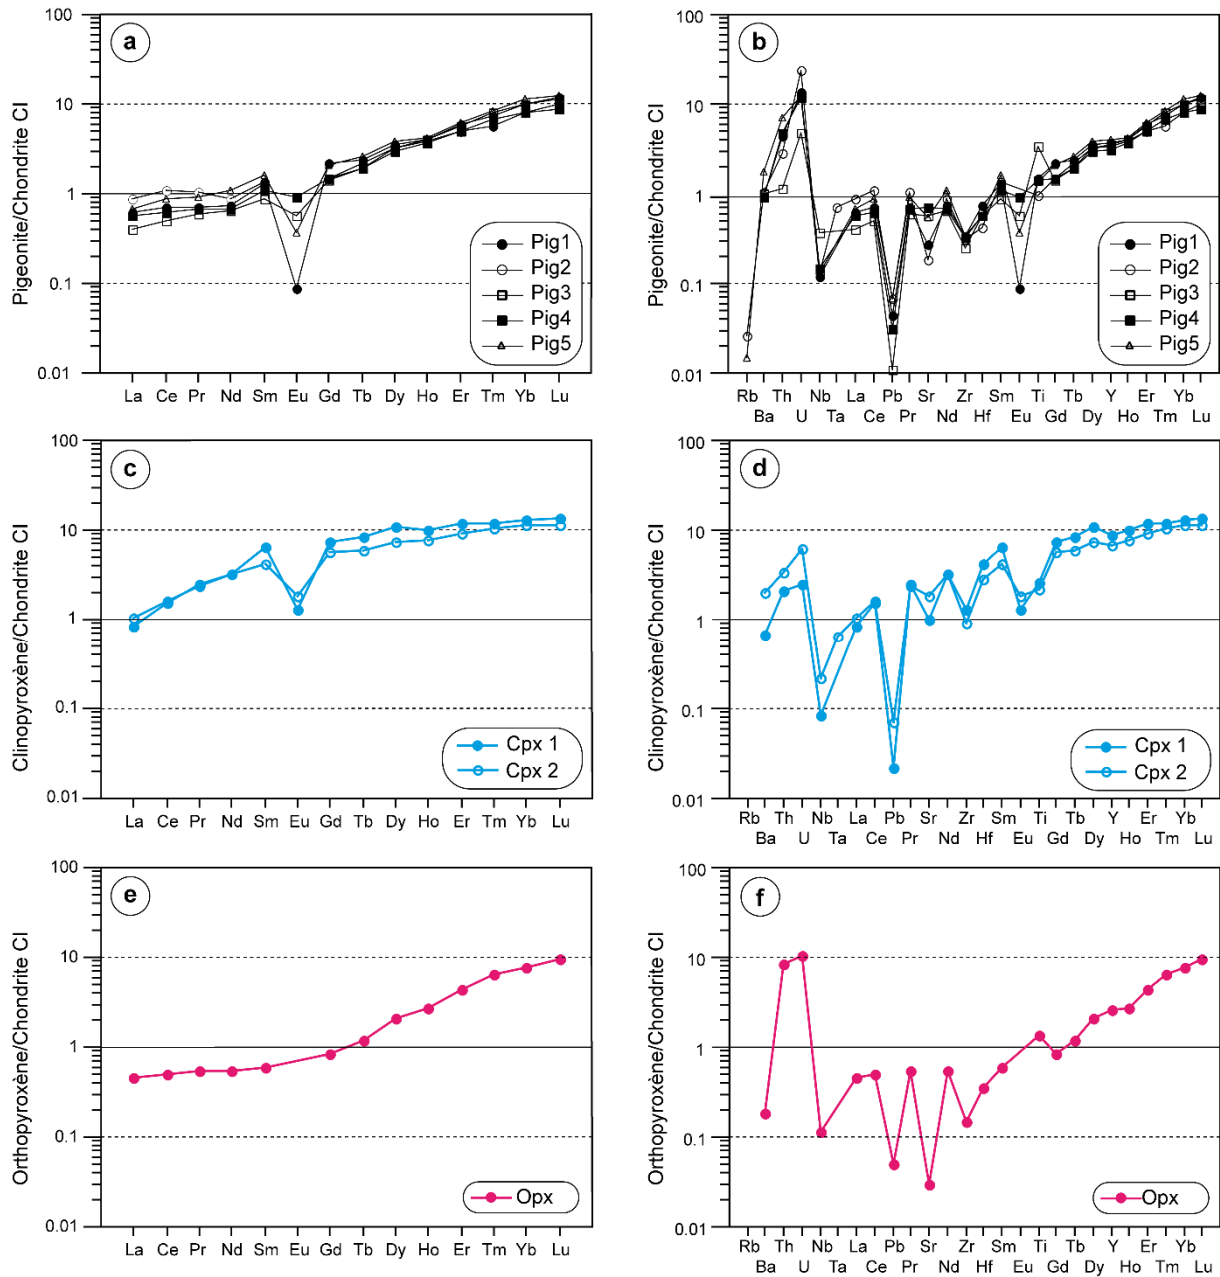 a
Pigeonite/Chondrite CI
100
10
1
0.1
0.01
Pig1
Pig2
Pig3
Pig4
Pig5
La Ce Pr Nd Sm Eu Gd Tb Dy Ho Er Tm Yb Lu
b
Pigeonite/Chondrite CI
100
10
1
0.1
0.01
Pig1
Pig2
Pig3
Pig4
Pig5
Rb Th Nb La Pb Sr Zr Sm Ti Tb Y Er Yb
Ba U Ta Ce Pr Nd Hf Eu Gd Dy Ho Tm Lu
c
Clinopyroxène/Chondrite CI
100
10
1
0.1
0.01
Cpx 1
Cpx 2
La Ce Pr Nd Sm Eu Gd Tb Dy Ho Er Tm Yb Lu
d
Clinopyroxène/Chondrite CI
100
10
1
0.1
0.01
Cpx 1
Cpx 2
Rb Th Nb La Pb Sr Zr Sm Ti Tb Y Er Yb
Ba U Ta Ce Pr Nd Hf Eu Gd Dy Ho Tm Lu
e
Orthopyroxène/Chondrite CI
100
10
1
0.1
0.01
Opx
La Ce Pr Nd Sm Eu Gd Tb Dy Ho Er Tm Yb Lu
f
Orthopyroxène/Chondrite CI
100
10
1
0.1
0.01
Opx
Rb Th Nb La Pb Sr Zr Sm Ti Tb Y Er Yb
Ba U Ta Ce Pr Nd Hf Eu Gd Dy Ho Tm Lu